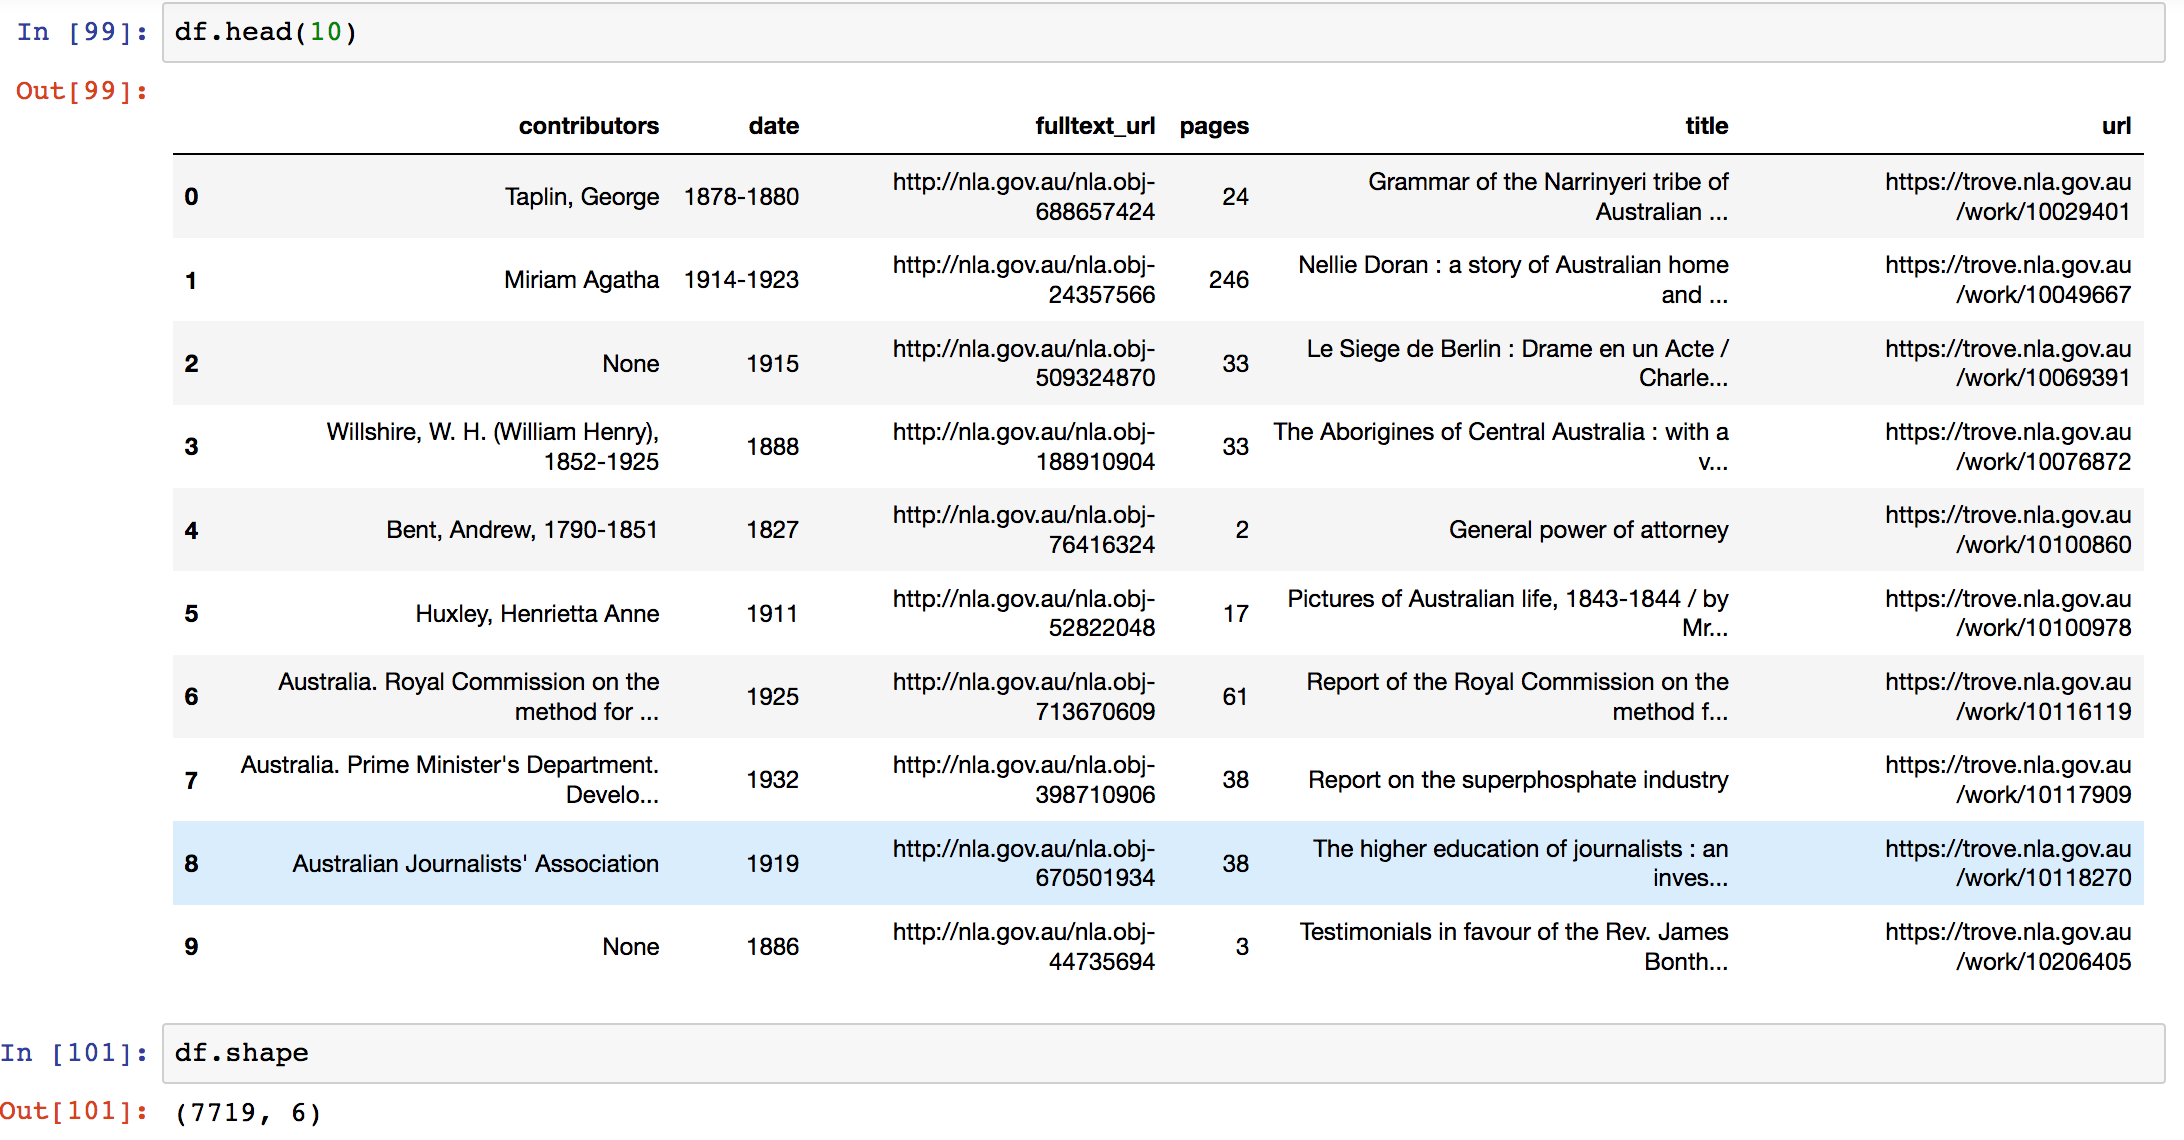 In [99]: df.head(10)
Out[99]:
contributors date fulltext_url pages title url
0 Taplin, George 1878-1880 http://nla.gov.au/nla.obj-688657424 24 Grammar of the Narrinyeri tribe of Australian ... https://trove.nla.gov.au/work/10029401
1 Miriam Agatha 1914-1923 http://nla.gov.au/nla.obj-24357566 246 Nellie Doran : a story of Australian home and ... https://trove.nla.gov.au/work/10049667
2 None 1915 http://nla.gov.au/nla.obj-509324870 33 Le Siege de Berlin : Drame en un Acte / Charle... https://trove.nla.gov.au/work/10069391
3 Willshire, W. H. (William Henry), 1852-1925 1888 http://nla.gov.au/nla.obj-188910904 33 The Aborigines of Central Australia : with a v... https://trove.nla.gov.au/work/10076872
4 Bent, Andrew, 1790-1851 1827 http://nla.gov.au/nla.obj-76416324 2 General power of attorney https://trove.nla.gov.au/work/10100860
5 Huxley, Henrietta Anne 1911 http://nla.gov.au/nla.obj-52822048 17 Pictures of Australian life, 1843-1844 / by Mr... https://trove.nla.gov.au/work/10100978
6 Australia. Royal Commission on the method for ... 1925 http://nla.gov.au/nla.obj-713670609 61 Report of the Royal Commission on the method f... https://trove.nla.gov.au/work/10116119
7 Australia. Prime Minister's Department. Develo... 1932 http://nla.gov.au/nla.obj-398710906 38 Report on the superphosphate industry https://trove.nla.gov.au/work/10117909
8 Australian Journalists' Association 1919 http://nla.gov.au/nla.obj-670501934 38 The higher education of journalists : an inves... https://trove.nla.gov.au/work/10118270
9 None 1886 http://nla.gov.au/nla.obj-44735694 3 Testimonials in favour of the Rev. James Bonth... https://trove.nla.gov.au/work/10206405
In [101]: df.shape
Out[101]: (7719, 6)